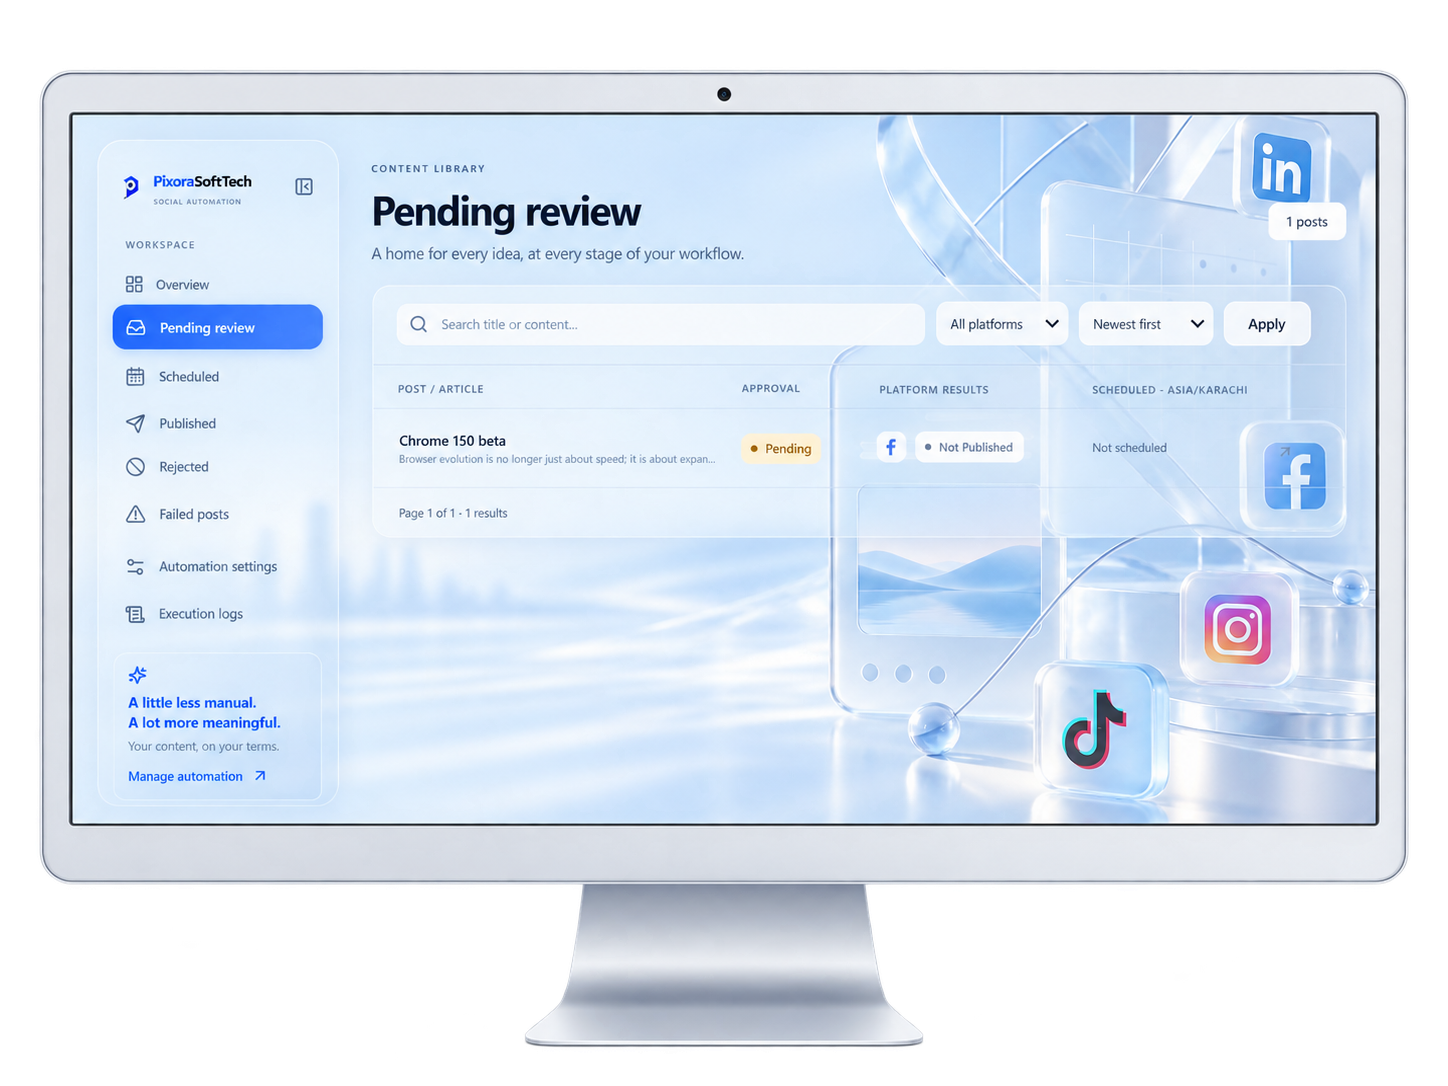 PixoraSoftTech
SOCIAL AUTOMATION
WORKSPACE
Overview
Pending review
Scheduled
Published
Rejected
Failed posts
Automation settings
Execution logs
A little less manual.
A lot more meaningful.
Your content, on your terms.
Manage automation
CONTENT LIBRARY
Pending review
A home for every idea, at every stage of your workflow.
in
1 posts
Search title or content...
All platforms
Newest first
Apply
POST / ARTICLE
APPROVAL
PLATFORM RESULTS
SCHEDULED - ASIA/KARACHI
Chrome 150 beta
Browser evolution is no longer just about speed; it is about expan...
Pending
Not Published
Not scheduled
Page 1 of 1 · 1 results